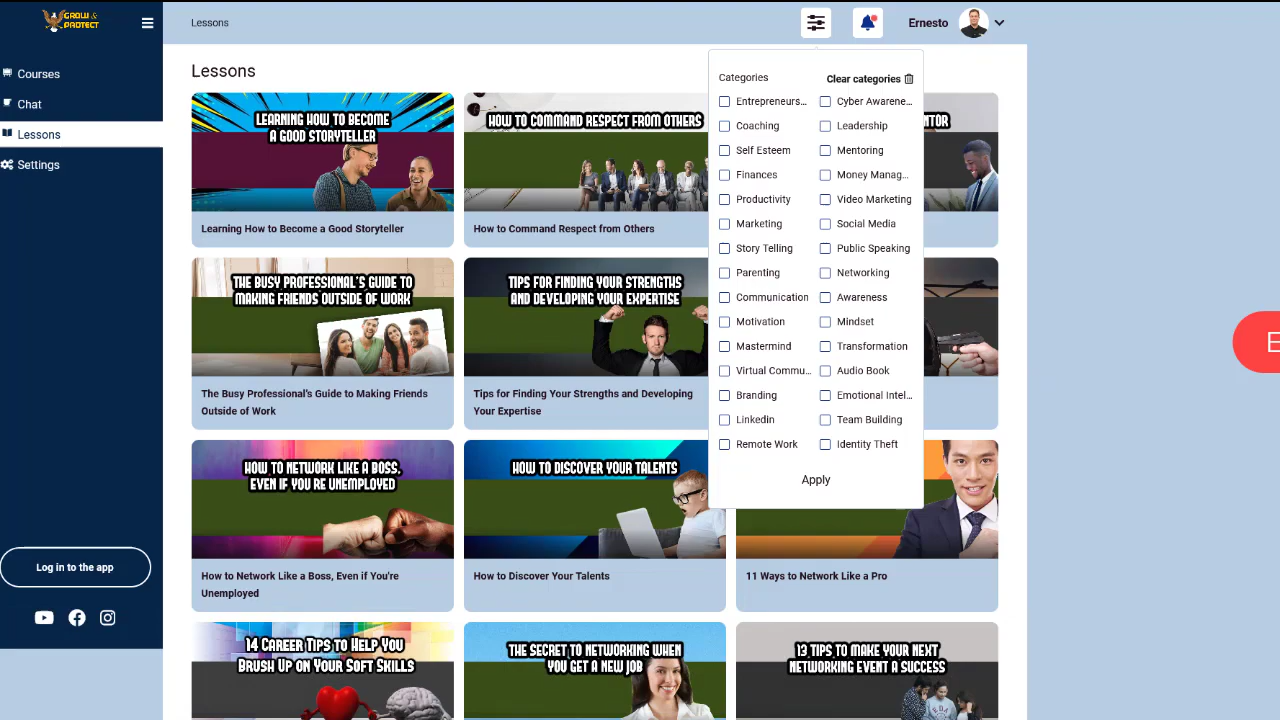 GROW &
PROTECT
Lessons
Ernesto
Courses
Chat
Lessons
Settings
Log in to the app
Lessons
LEARNING HOW TO BECOME
A GOOD STORYTELLER
Learning How to Become a Good Storyteller
HOW TO COMMAND RESPECT FROM OTHERS
How to Command Respect from Others
THE BUSY PROFESSIONAL'S GUIDE TO
MAKING FRIENDS OUTSIDE OF WORK
The Busy Professional's Guide to Making Friends
Outside of Work
TIPS FOR FINDING YOUR STRENGTHS
AND DEVELOPING YOUR EXPERTISE
Tips for Finding Your Strengths and Developing
Your Expertise
HOW TO NETWORK LIKE A BOSS,
EVEN IF YOU'RE UNEMPLOYED
How to Network Like a Boss, Even if You're
Unemployed
HOW TO DISCOVER YOUR TALENTS
How to Discover Your Talents
11 Ways to Network Like a Pro
14 CAREER TIPS TO HELP YOU
BRUSH UP ON YOUR SOFT SKILLS
THE SECRET TO NETWORKING WHEN
YOU GET A NEW JOB
13 TIPS TO MAKE YOUR NEXT
NETWORKING EVENT A SUCCESS
Categories
Clear categories
Entrepreneurs...
Cyber Awarene...
Coaching
Leadership
Self Esteem
Mentoring
Finances
Money Manag...
Productivity
Video Marketing
Marketing
Social Media
Story Telling
Public Speaking
Parenting
Networking
Communication
Awareness
Motivation
Mindset
Mastermind
Transformation
Virtual Commu...
Audio Book
Branding
Emotional Intel...
Linkedin
Team Building
Remote Work
Identity Theft
Apply